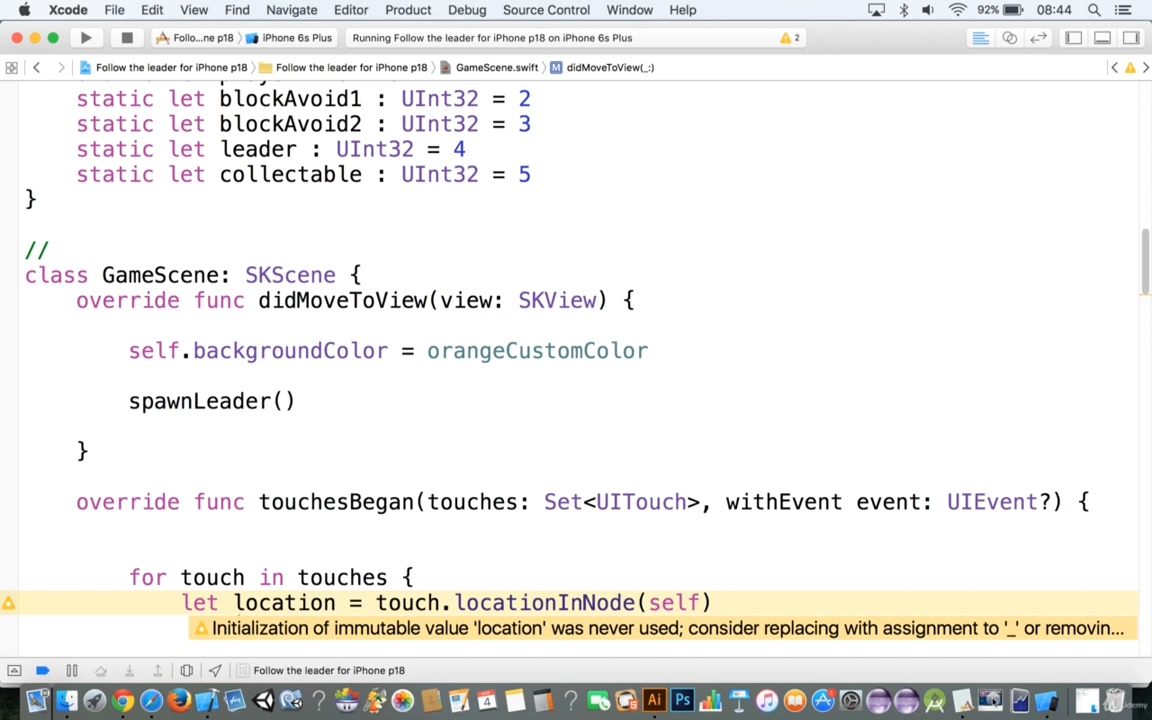 Xcode File Edit View Find Navigate Editor Product Debug Source Control Window Help 92% 08:44
Follo...ne p18 iPhone 6s Plus Running Follow the leader for iPhone p18 on iPhone 6s Plus 2
Follow the leader for iPhone p18 Follow the leader for iPhone p18 GameScene.swift M didMoveToView(_:)
static let blockAvoid1 : UInt32 = 2
static let blockAvoid2 : UInt32 = 3
static let leader : UInt32 = 4
static let collectable : UInt32 = 5
}
//
class GameScene: SKScene {
override func didMoveToView(view: SKView) {
self.backgroundColor = orangeCustomColor
spawnLeader()
}
override func touchesBegan(touches: Set<UITouch>, withEvent event: UIEvent?) {
for touch in touches {
let location = touch.locationInNode(self)
Initialization of immutable value 'location' was never used; consider replacing with assignment to '_' or removin...
Follow the leader for iPhone p18
Ai Ps
Udemy